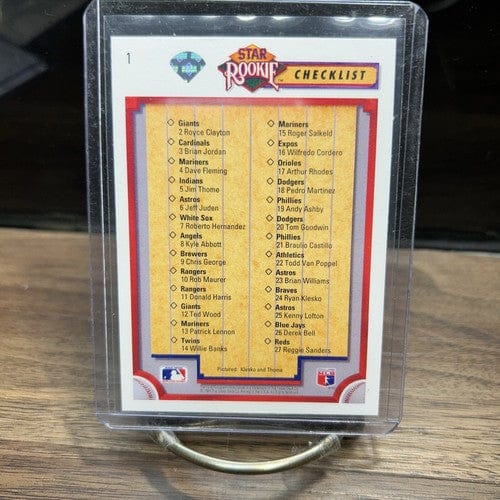 1
STAR
ROOKIE
CHECKLIST
Giants
2 Royce Clayton
Cardinals
3 Brian Jordan
Mariners
4 Dave Fleming
Indians
5 Jim Thome
Astros
6 Jeff Juden
White Sox
7 Roberto Hernandez
Angels
8 Kyle Abbott
Brewers
9 Chris George
Rangers
10 Rob Maurer
Rangers
11 Donald Harris
Giants
12 Ted Wood
Mariners
13 Patrick Lennon
Twins
14 Willie Banks
Mariners
15 Roger Salkeld
Expos
16 Wilfredo Cordero
Orioles
17 Arthur Rhodes
Dodgers
18 Pedro Martinez
Phillies
19 Andy Ashby
Dodgers
20 Tom Goodwin
Phillies
21 Braulio Castillo
Athletics
22 Todd Van Poppel
Astros
23 Brian Williams
Braves
24 Ryan Klesko
Astros
25 Kenny Lofton
Blue Jays
26 Derek Bell
Reds
27 Reggie Sanders
Pictured: Klesko and Thome